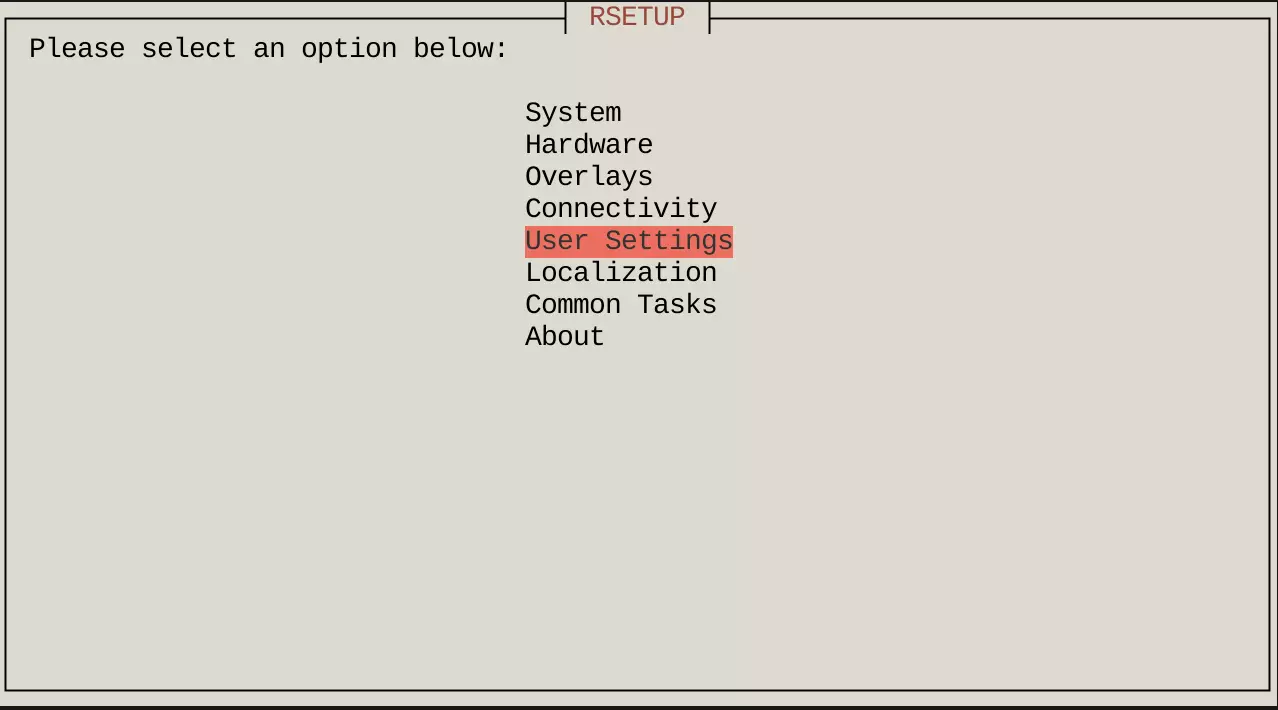 RSETUP
Please select an option below:
System
Hardware
Overlays
Connectivity
User Settings
Localization
Common Tasks
About